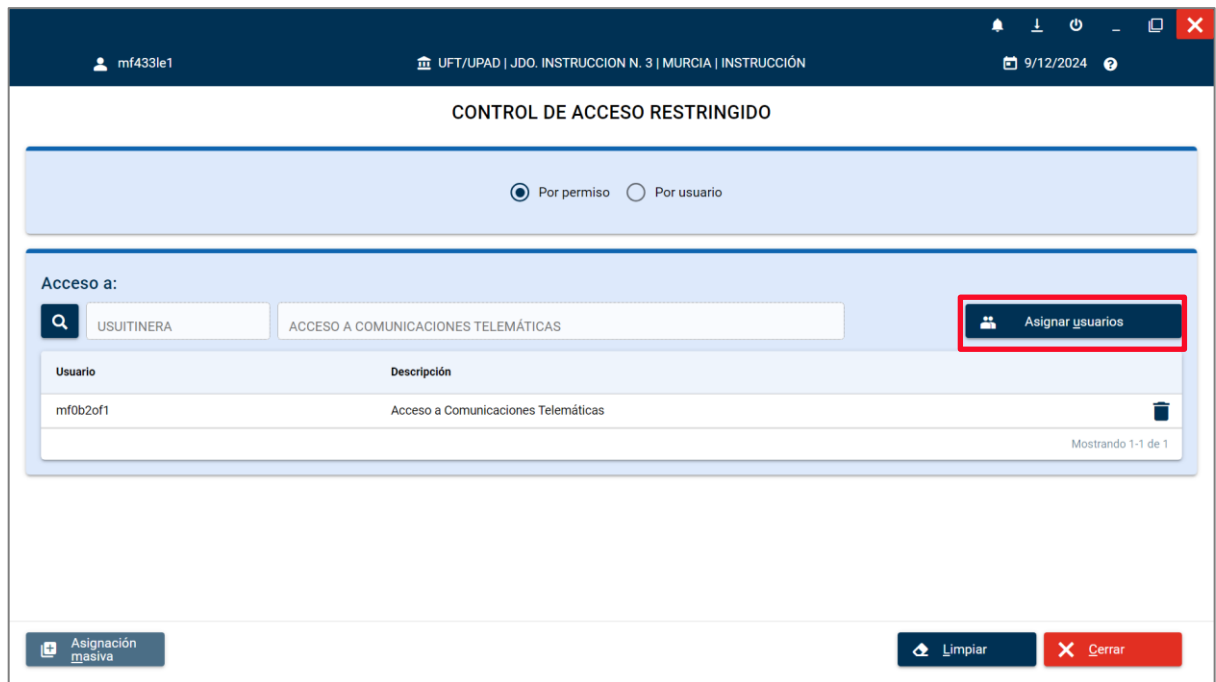 mf433le1
UFT/UPAD | JDO. INSTRUCCION N. 3 | MURCIA | INSTRUCCIÓN
9/12/2024
CONTROL DE ACCESO RESTRINGIDO
Por permiso
Por usuario
Acceso a:
USUITINERA
ACCESO A COMUNICACIONES TELEMÁTICAS
Asignar usuarios
Usuario
Descripción
mf0b2of1
Acceso a Comunicaciones Telemáticas
Mostrando 1-1 de 1
Asignación
masiva
Limpiar
Cerrar